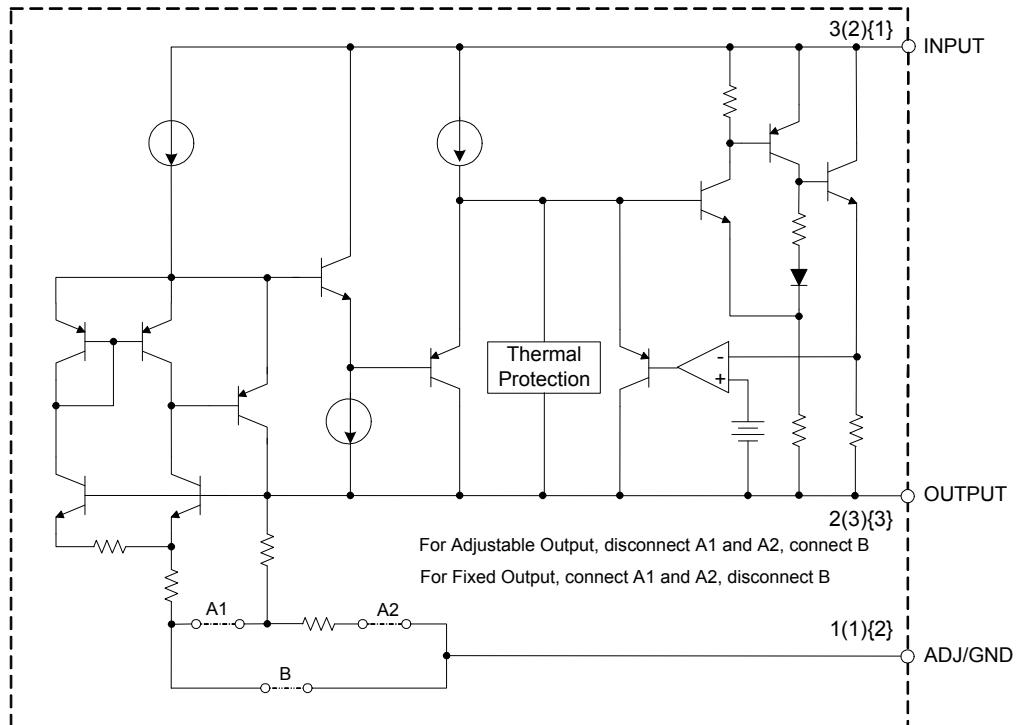 3(2){1}
INPUT
Thermal
Protection
-
+
OUTPUT
2(3){3}
For Adjustable Output, disconnect A1 and A2, connect B
For Fixed Output, connect A1 and A2, disconnect B
A1
A2
1(1){2}
ADJ/GND
B